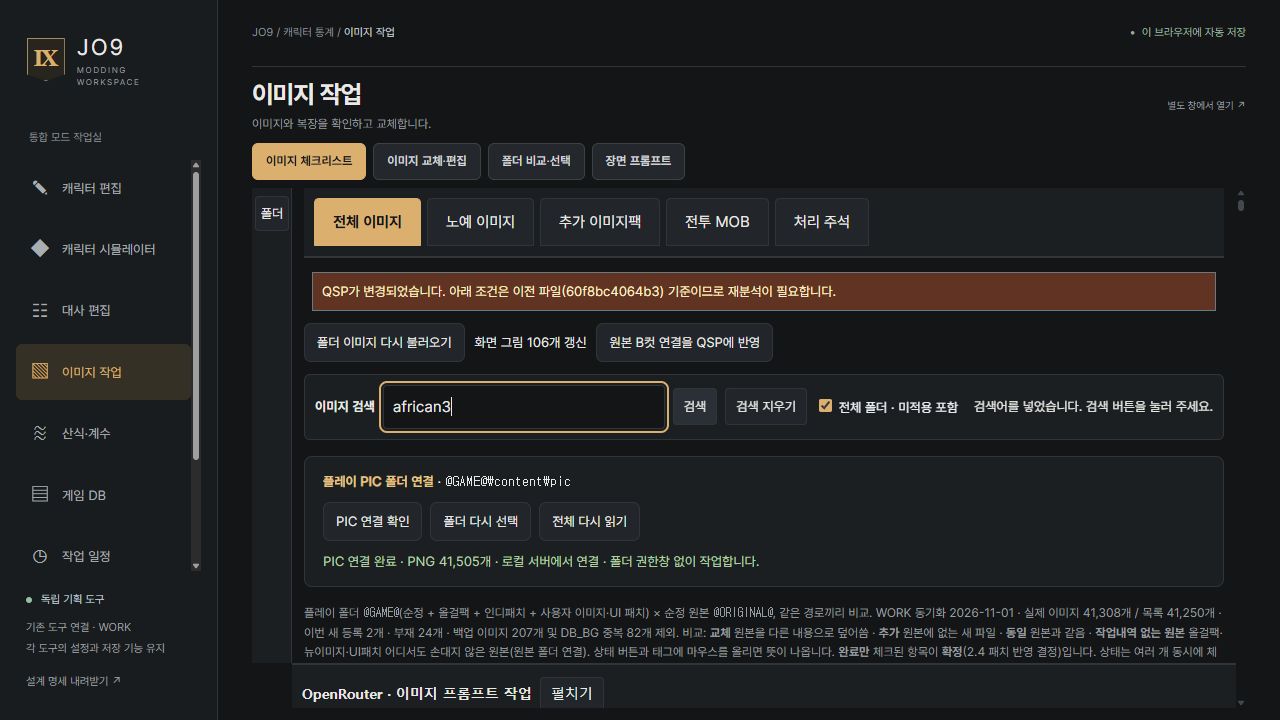 IX
JO9
MODDING
WORKSPACE
통합 모드 작업실
캐릭터 편집
캐릭터 시뮬레이터
대사 편집
이미지 작업
산식·계수
게임 DB
작업 일정
독립 기획 도구
기존 도구 연결 · WORK
각 도구의 설정과 저장 기능 유지
설계 명세 내려받기 ↗
JO9 / 캐릭터 통계 / 이미지 작업
이 브라우저에 자동 저장
이미지 작업
이미지와 복장을 확인하고 교체합니다.
별도 창에서 열기 ↗
이미지 체크리스트 이미지 교체·편집 폴더 비교·선택 장면 프롬프트
폴더
전체 이미지 노예 이미지 추가 이미지팩 전투 MOB 처리 주석
QSP가 변경되었습니다. 아래 조건은 이전 파일(60f8bc4064b3) 기준이므로 재분석이 필요합니다.
폴더 이미지 다시 불러오기 화면 그림 106개 갱신 원본 B컷 연결을 QSP에 반영
이미지 검색 african3 검색 검색 지우기 전체 폴더 · 미적용 포함 검색어를 넣었습니다. 검색 버튼을 눌러 주세요.
플레이 PIC 폴더 연결 · @GAME@₩content₩pic
PIC 연결 확인 폴더 다시 선택 전체 다시 읽기
PIC 연결 완료 · PNG 41,505개 · 로컬 서버에서 연결 · 폴더 권한창 없이 작업합니다.
플레이 폴더 @GAME@(순정 + 올걸팩 + 인디패치 + 사용자 이미지·UI 패치) × 순정 원본 @ORIGINAL@, 같은 경로끼리 비교. WORK 동기화 2026-11-01 · 실제 이미지 41,308개 / 목록 41,250개 ·
이번 새 등록 2개 · 부재 24개 · 백업 이미지 207개 및 DB_BG 중복 82개 제외. 비교: 교체 원본을 다른 내용으로 덮어씀 · 추가 원본에 없는 새 파일 · 동일 원본과 같음 · 작업내역 없는 원본 올걸팩·
뉴이미지·UI패치 어디서도 손대지 않은 원본(원본 폴더 연결). 상태 버튼과 태그에 마우스를 올리면 뜻이 나옵니다. 완료만 체크된 항목이 확정(2.4 패치 반영 결정)입니다. 상태는 여러 개 동시에 체
OpenRouter · 이미지 프롬프트 작업 펼치기